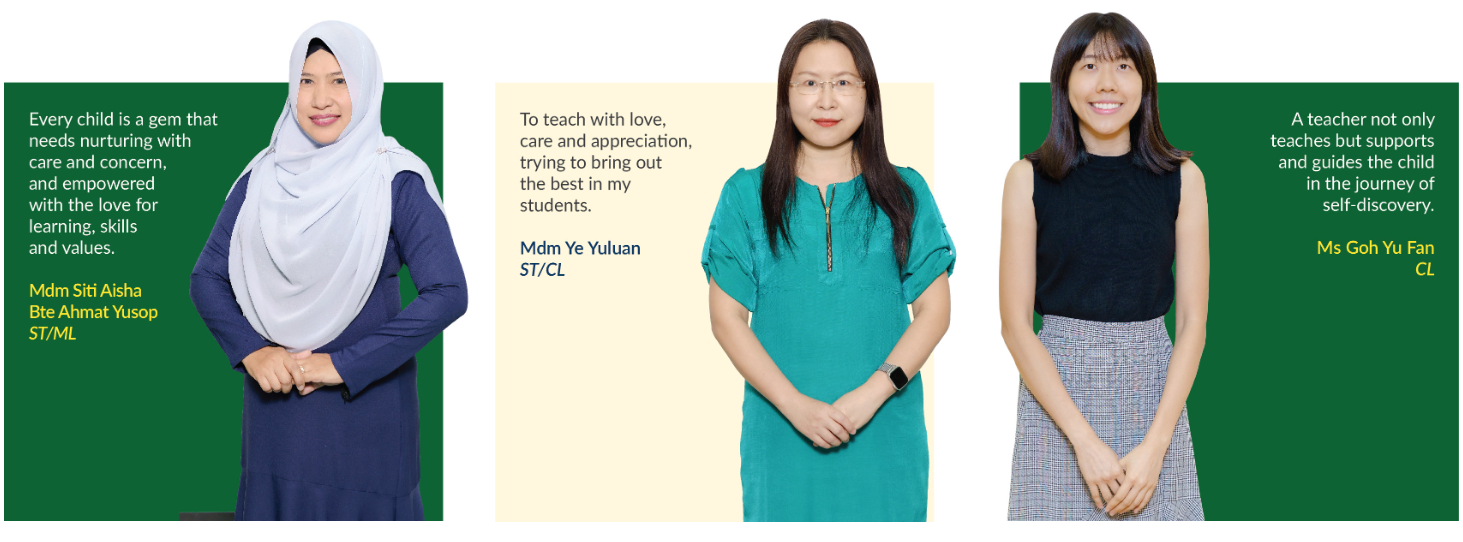 Every child is a gem that
needs nurturing with
care and concern,
and empowered
with the love for
learning, skills
and values.
Mdm Siti Aisha
Bte Ahmat Yusop
ST/ML
To teach with love,
care and appreciation,
trying to bring out
the best in my
students.
Mdm Ye Yuluan
ST/CL
A teacher not only
teaches but supports
and guides the child
in the journey of
self-discovery.
Ms Goh Yu Fan
CL